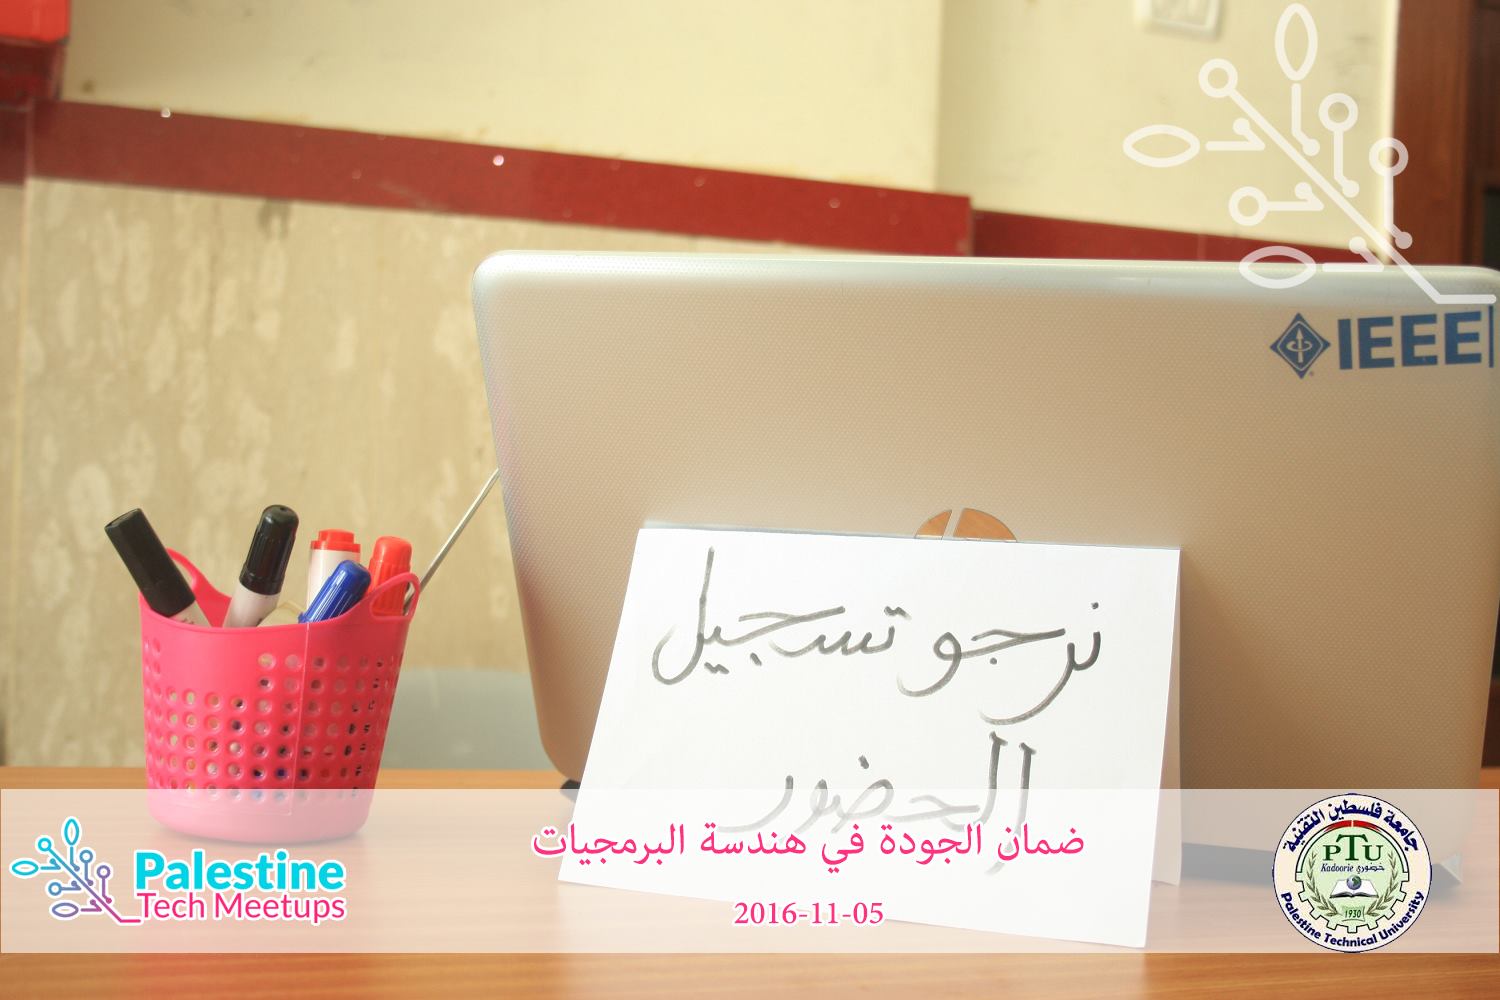 IEEE
نرجو تسجيل
الحضور
ضمان الجودة في هندسة البرمجيات
2016-11-05
Palestine
Tech Meetups
جامعة فلسطين التقنية
PTU
Kadoorie خضوري
1930
Palestine Technical University